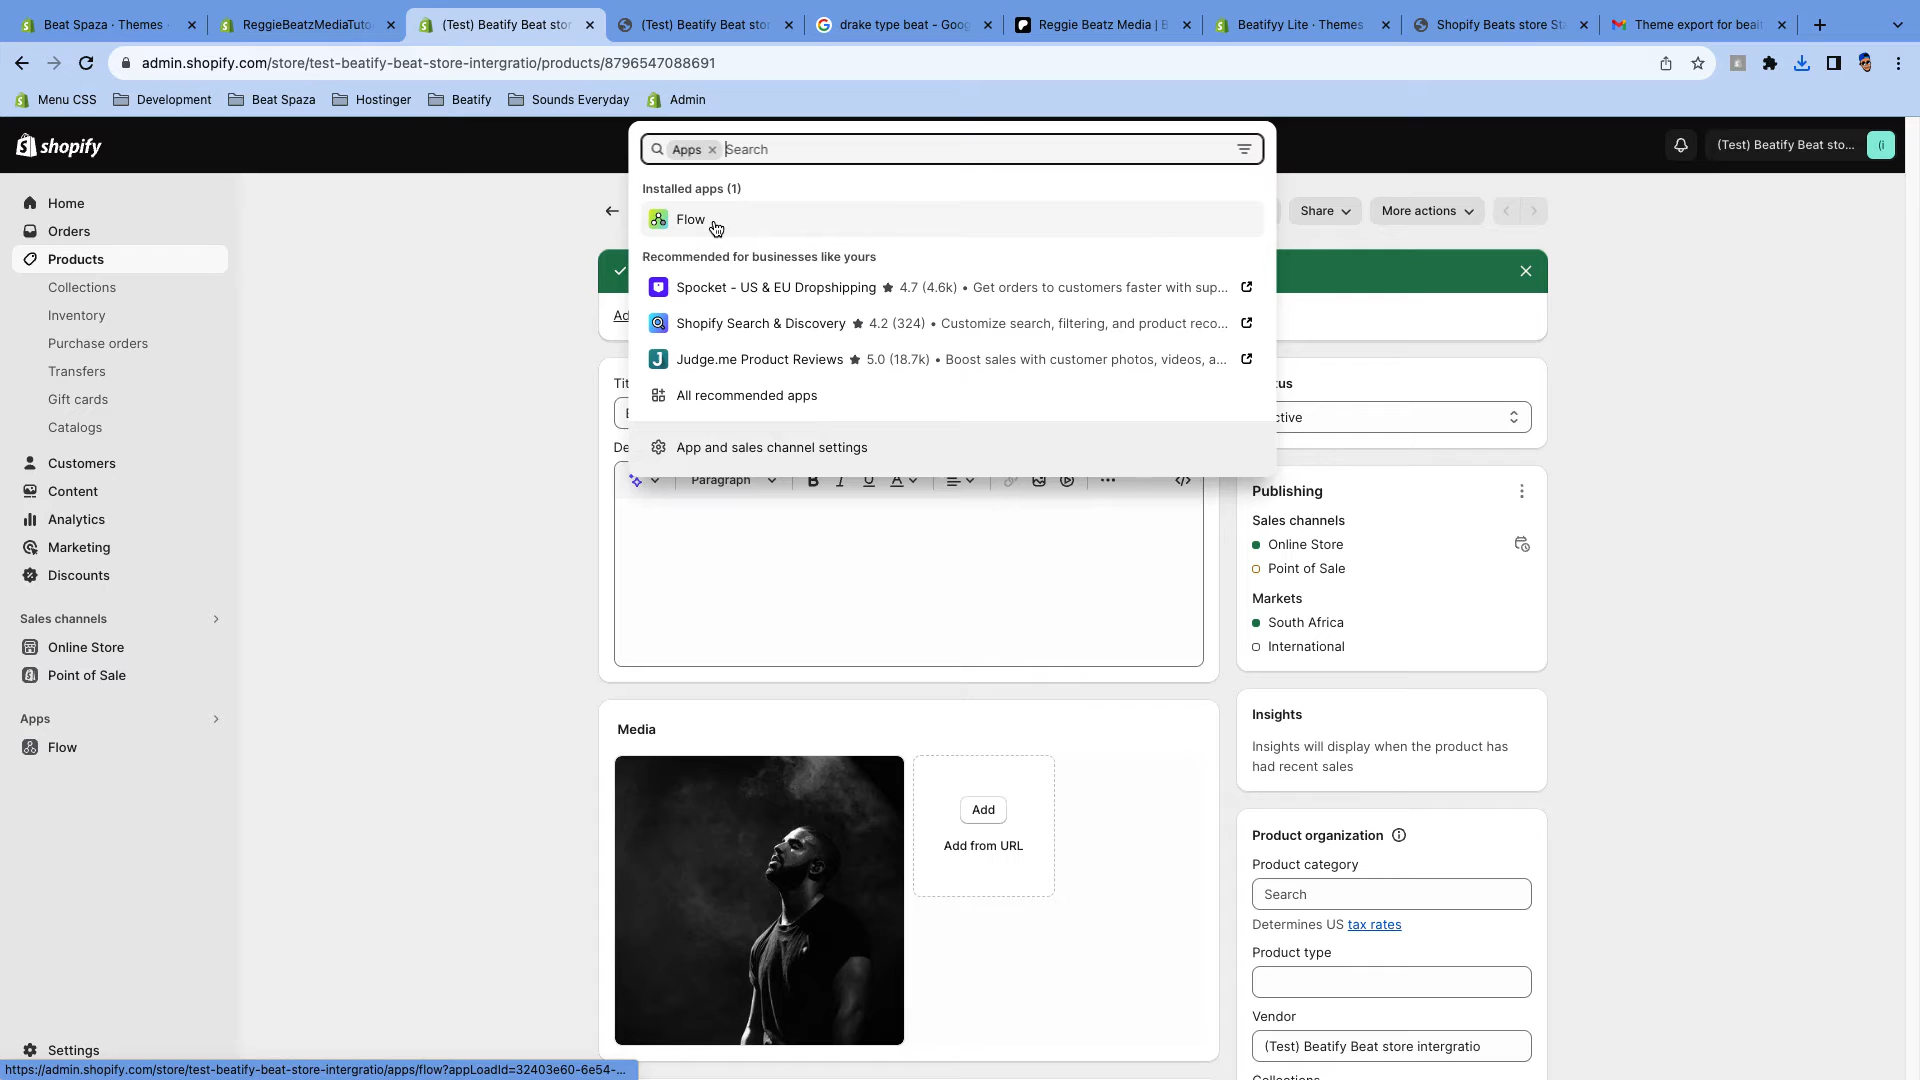 Beat Spaza · Themes ·
ReggieBeatzMediaTuto
(Test) Beatify Beat stor
(Test) Beatify Beat stor
drake type beat - Goog
Reggie Beatz Media | B
Beatifyy Lite · Themes
Shopify Beats store St
Theme export for beat
admin.shopify.com/store/test-beatify-beat-store-intergratio/products/8796547088691
Menu CSS
Development
Beat Spaza
Hostinger
Beatify
Sounds Everyday
Admin
shopify
Apps
Search
(Test) Beatify Beat sto...
(i
Installed apps (1)
Flow
Share
More actions
Recommended for businesses like yours
Spocket - US & EU Dropshipping ★ 4.7 (4.6k) • Get orders to customers faster with sup...
Shopify Search & Discovery ★ 4.2 (324) • Customize search, filtering, and product reco...
Judge.me Product Reviews ★ 5.0 (18.7k) • Boost sales with customer photos, videos, a...
All recommended apps
App and sales channel settings
Home
Orders
Products
Collections
Inventory
Purchase orders
Transfers
Gift cards
Catalogs
Customers
Content
Analytics
Marketing
Discounts
Sales channels
Online Store
Point of Sale
Apps
Flow
Settings
Ad
Tit
De
Paragraph
B
I
U
A
Media
Add
Add from URL
tus
ctive
Publishing
Sales channels
Online Store
Point of Sale
Markets
South Africa
International
Insights
Insights will display when the product has
had recent sales
Product organization
Product category
Search
Determines US tax rates
Product type
Vendor
(Test) Beatify Beat store intergratio
Collections
https://admin.shopify.com/store/test-beatify-beat-store-intergratio/apps/flow?appLoadId=32403e60-6e54-...